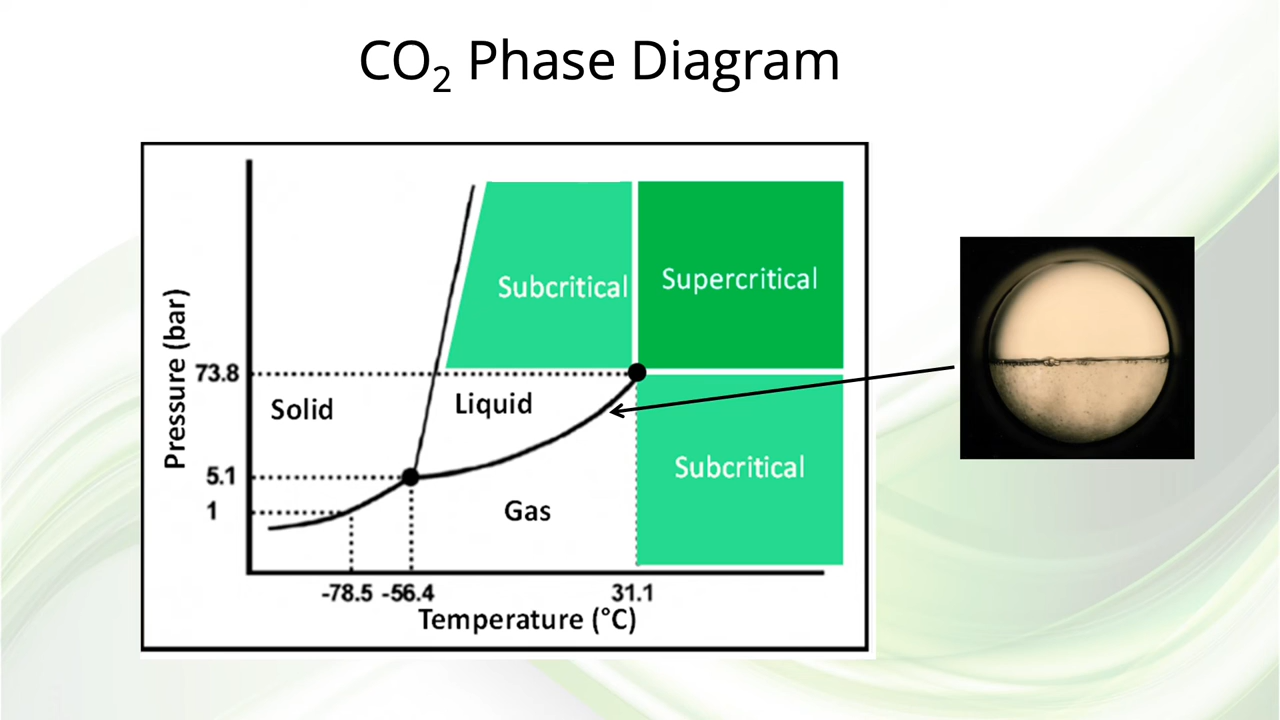 CO₂ Phase Diagram
Pressure (bar)
73.8
5.1
1
Solid
Liquid
Gas
Subcritical
Supercritical
Subcritical
-78.5
-56.4
31.1
Temperature (°C)